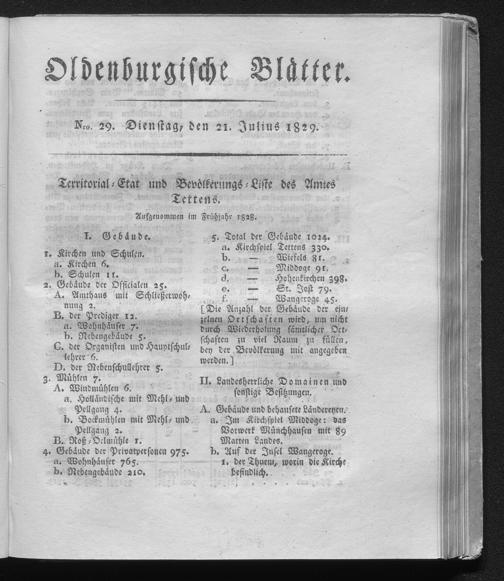 Oldenburgische Blätter.
Nro. 29. Dienstag, den 21. Julius 1829.
Territorial-Etat und Bevölkerungs-Liste des Amtes
Tettens.
Aufgenommen im Frühjahr 1828.
I. Gebäude.
1. Kirchen und Schulen.
a. Kirchen 6.
b. Schulen 11.
2. Gebäude der Officialen 25.
A. Amthaus mit Schließerwoh-
nung 2.
B. der Prediger 12.
a. Wohnhäuser 7.
b. Nebengebäude 5.
C. der Organisten und Hauptschul-
lehrer 6.
D. der Nebenschullehrer 5.
3. Mühlen 7.
A. Windmühlen 6.
a. Holländische mit Mehl- und
Pellgang 4.
b. Bockmühlen mit Mehl- und
Pellgang 2.
B. Roß-Oelmühle 1.
4. Gebäude der Privatpersonen 975.
a. Wohnhäuser 765.
b. Nebengebäude 210.
5. Total der Gebäude 1024.
a. Kirchspiel Tettens 330.
b. — Wiefels 81.
c. — Middoge 91.
d. — Hohenkirchen 398.
e. — St. Jost 79.
f. — Wangeroge 45.
[Die Anzahl der Gebäude der ein-
zelnen Ortschaften wird, um nicht
durch Wiederholung sämtlicher Ort-
schaften zu viel Raum zu füllen,
bey der Bevölkerung mit angegeben
werden.]
II. Landesherrliche Domainen und
sonstige Besitzungen.
A. Gebäude und behausete Ländereyen.
a. Im Kirchspiel Middoge: das
Vorwerk Münchhausen mit 89
Matten Landes.
b. Auf der Insel Wangeroge.
1. der Thurm, worin die Kirche
befindlich.